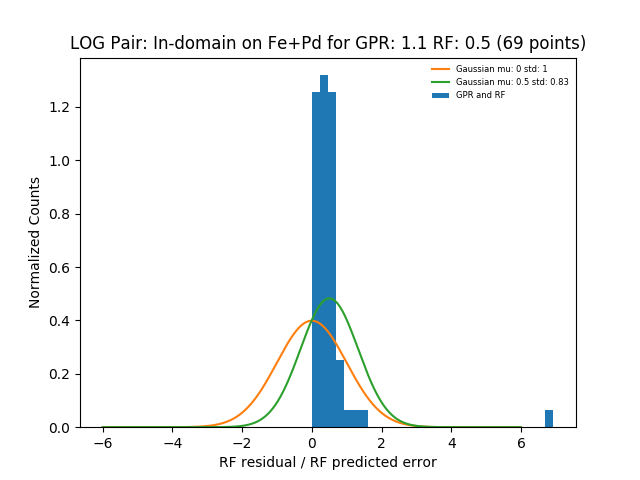 LOG Pair: In-domain on Fe+Pd for GPR: 1.1 RF: 0.5 (69 points)
Gaussian mu: 0 std: 1
Gaussian mu: 0.5 std: 0.83
GPR and RF
Normalized Counts
1.2
1.0
0.8
0.6
0.4
0.2
0.0
−6 −4 −2 0 2 4 6
RF residual / RF predicted error